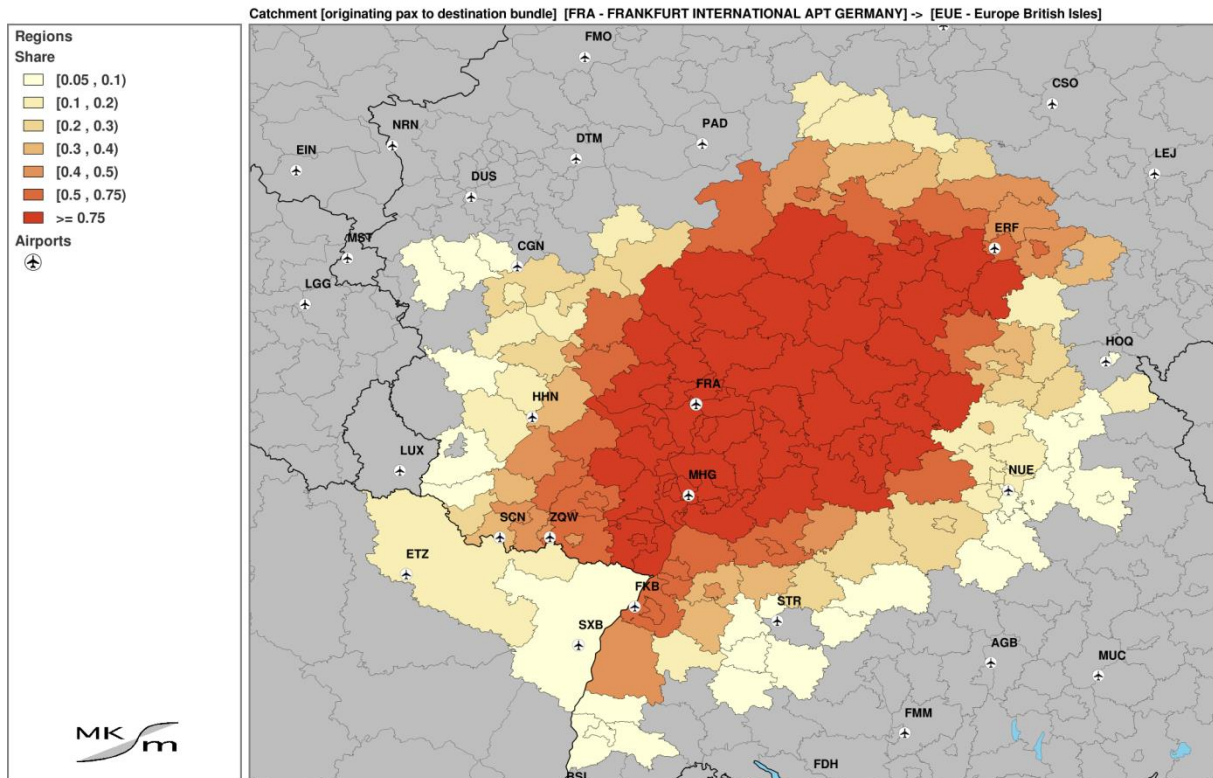 Catchment [originating pax to destination bundle] [FRA - FRANKFURT INTERNATIONAL APT GERMANY] -> [EUE - Europe British Isles]
Regions
Share
[0.05 , 0.1)
[0.1 , 0.2)
[0.2 , 0.3)
[0.3 , 0.4)
[0.4 , 0.5)
[0.5 , 0.75)
>= 0.75
Airports
FMO
CSO
NRN
DTM
PAD
EIN
LEJ
DUS
MST
CGN
ERF
LGG
HOQ
FRA
HHN
LUX
MHG
NUE
SCN
ZQW
ETZ
FKB
STR
SXB
AGB
MUC
FMM
FDH
BSL
MK
m